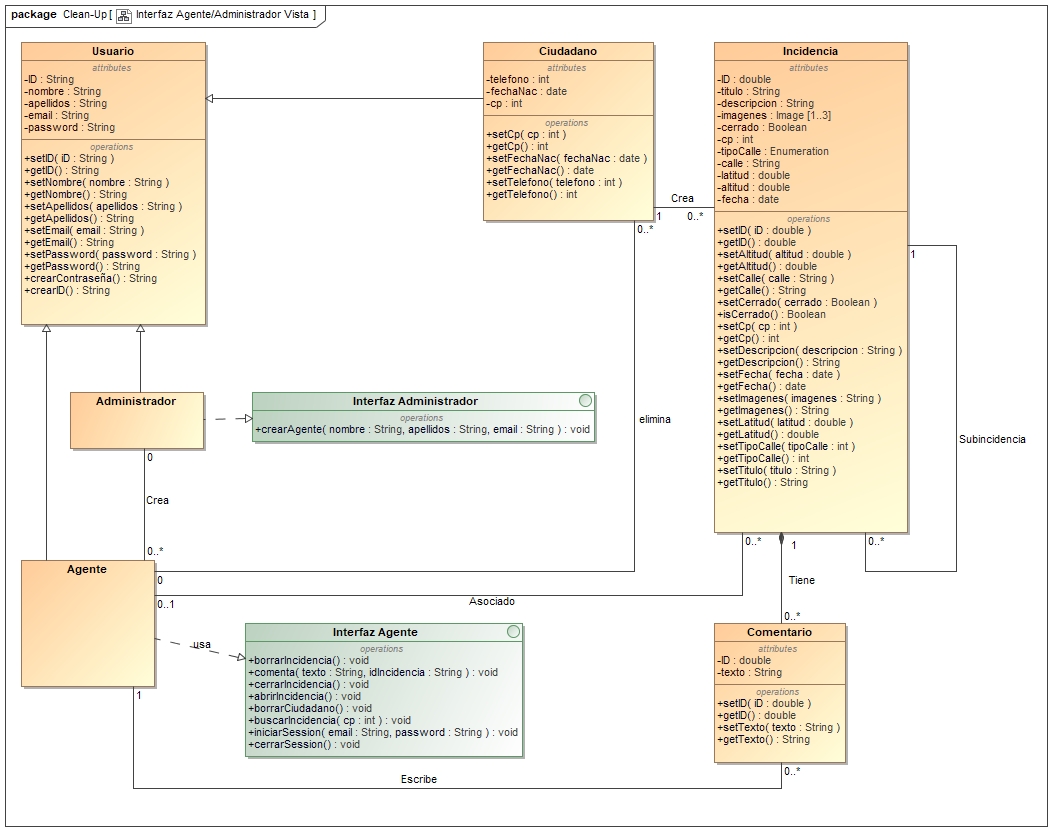 package Clean-Up [ Interfaz Agente/Administrador Vista ]
Usuario
attributes
-ID : String
-nombre : String
-apellidos : String
-email : String
-password : String
operations
+setID( iD : String )
+getID() : String
+setNombre( nombre : String )
+getNombre() : String
+setApellidos( apellidos : String )
+getApellidos() : String
+setEmail( email : String )
+getEmail() : String
+setPassword( password : String )
+getPassword() : String
+crearContraseña() : String
+crearID() : String
Ciudadano
attributes
-telefono : int
-fechaNac : date
-cp : int
operations
+setCp( cp : int )
+getCp() : int
+setFechaNac( fechaNac : date )
+getFechaNac() : date
+setTelefono( telefono : int )
+getTelefono() : int
Incidencia
attributes
-ID : double
-titulo : String
-descripcion : String
-imagenes : Image [1..3]
-cerrado : Boolean
-cp : int
-tipoCalle : Enumeration
-calle : String
-latitud : double
-altitud : double
-fecha : date
operations
+setID( iD : double )
+getID() : double
+setAltitud( altitud : double )
+getAltitud() : double
+setCalle( calle : String )
+getCalle() : String
+setCerrado( cerrado : Boolean )
+isCerrado() : Boolean
+setCp( cp : int )
+getCp() : int
+setDescripcion( descripcion : String )
+getDescripcion() : String
+setFecha( fecha : date )
+getFecha() : date
+setImagenes( imagenes : String )
+getImagenes() : String
+setLatitud( latitud : double )
+getLatitud() : double
+setTipoCalle( tipoCalle : int )
+getTipoCalle() : int
+setTitulo( titulo : String )
+getTitulo() : String
Crea
1
0..*
0..*
1
Subincidencia
0..*
elimina
Administrador
0
Interfaz Administrador
operations
+crearAgente( nombre : String, apellidos : String, email : String ) : void
Crea
0..*
Agente
0
0..1
Asociado
0..*
1
Tiene
0..*
usa
1
Interfaz Agente
operations
+borrarIncidencia() : void
+comenta( texto : String, idIncidencia : String ) : void
+cerrarIncidencia() : void
+abrirIncidencia() : void
+borrarCiudadano() : void
+buscarIncidencia( cp : int ) : void
+iniciarSession( email : String, password : String ) : void
+cerrarSession() : void
Comentario
attributes
-ID : double
-texto : String
operations
+setID( iD : double )
+getID() : double
+setTexto( texto : String )
+getTexto() : String
0..*
Escribe